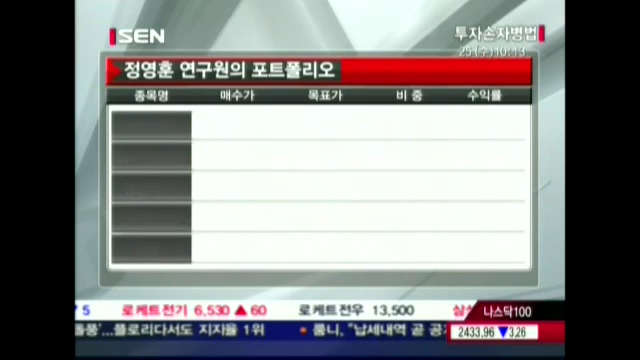 SEN
투자손자병법
25(수)10:13
정영훈 연구원의 포트폴리오
종목명 매수가 목표가 비 중 수익률
5 로케트전기 6,530 ▲ 60 로케트전우 13,500
나스닥100
돌풍'...플로리다서도 지지율 1위 • 롬니, "납세내역 곧 공
2433,96 ▼3,26